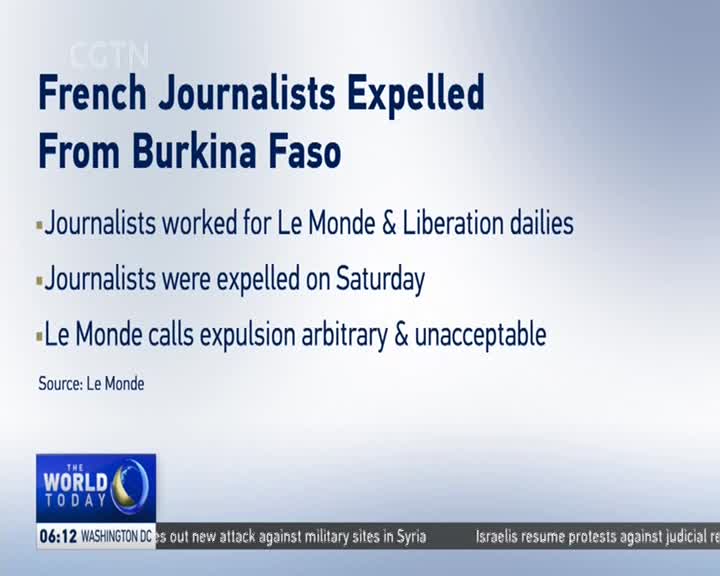 CGTN
French Journalists Expelled
From Burkina Faso
Journalists worked for Le Monde & Liberation dailies
Journalists were expelled on Saturday
Le Monde calls expulsion arbitrary & unacceptable
Source: Le Monde
THE
WORLD
TODAY
06:12 WASHINGTON DC es out new attack against military sites in Syria Israelis resume protests against judicial re